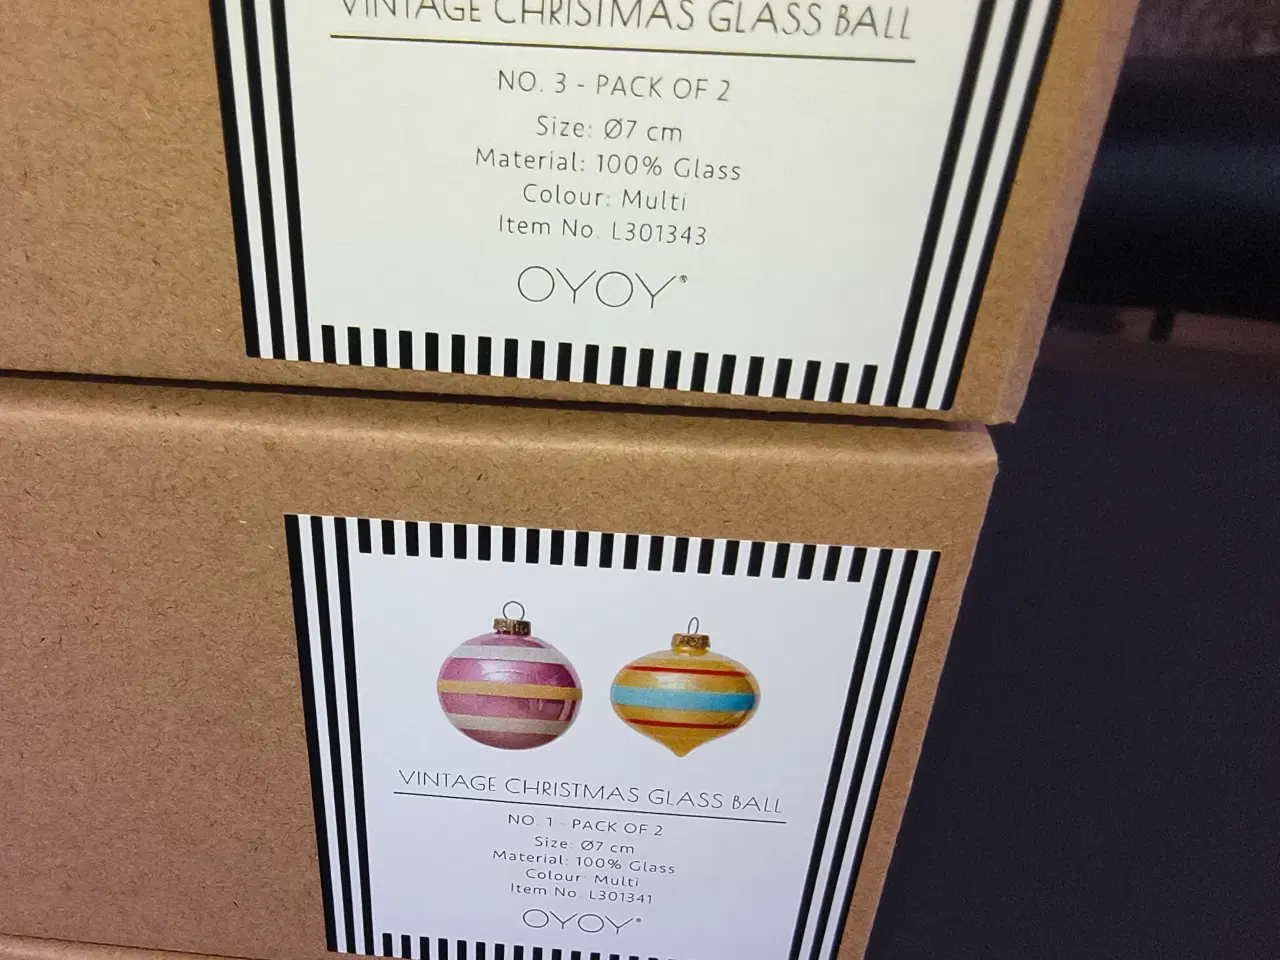 VINTAGE CHRISTMAS GLASS BALL
NO. 3 - PACK OF 2
Size: Ø7 cm
Material: 100% Glass
Colour: Multi
Item No. L301343
OYOY®
VINTAGE CHRISTMAS GLASS BALL
NO. 1 - PACK OF 2
Size: Ø7 cm
Material: 100% Glass
Colour: Multi
Item No. L301341
OYOY®